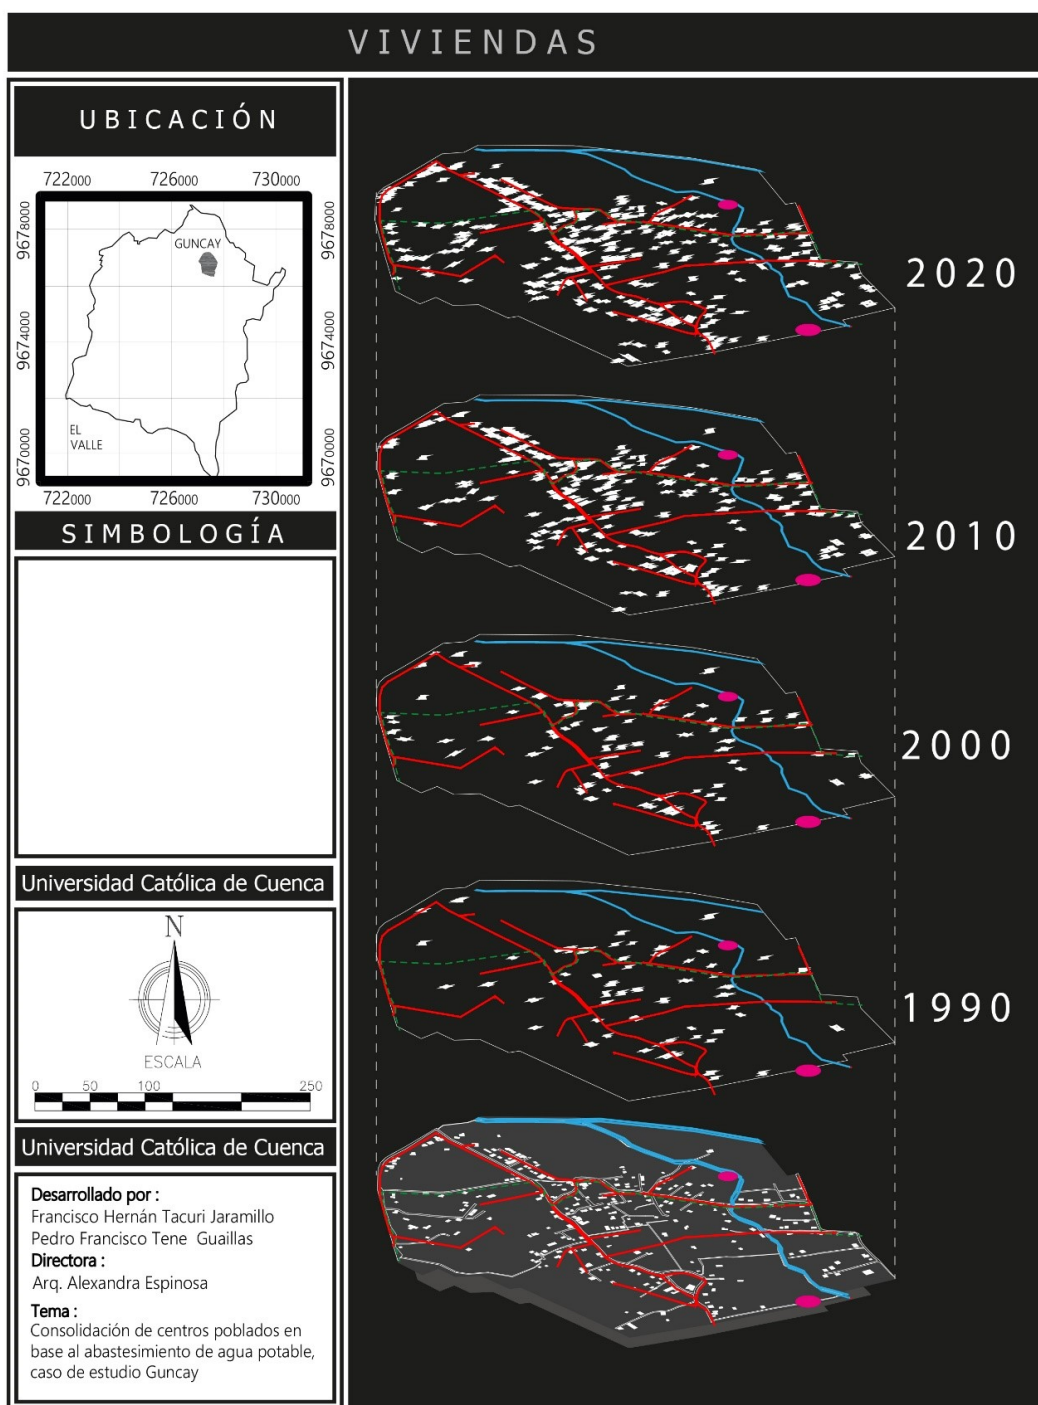 VIVIENDAS
UBICACIÓN
722000 726000 730000
9678000 9678000
GUNCAY
9674000 9674000
EL
VALLE
9670000 9670000
722000 726000 730000
SIMBOLOGÍA
Universidad Católica de Cuenca
N
ESCALA
0 50 100 250
Universidad Católica de Cuenca
Desarrollado por :
Francisco Hernán Tacuri Jaramillo
Pedro Francisco Tene Guaillas
Directora :
Arq. Alexandra Espinosa
Tema :
Consolidación de centros poblados en
base al abastesimiento de agua potable,
caso de estudio Guncay
2020
2010
2000
1990